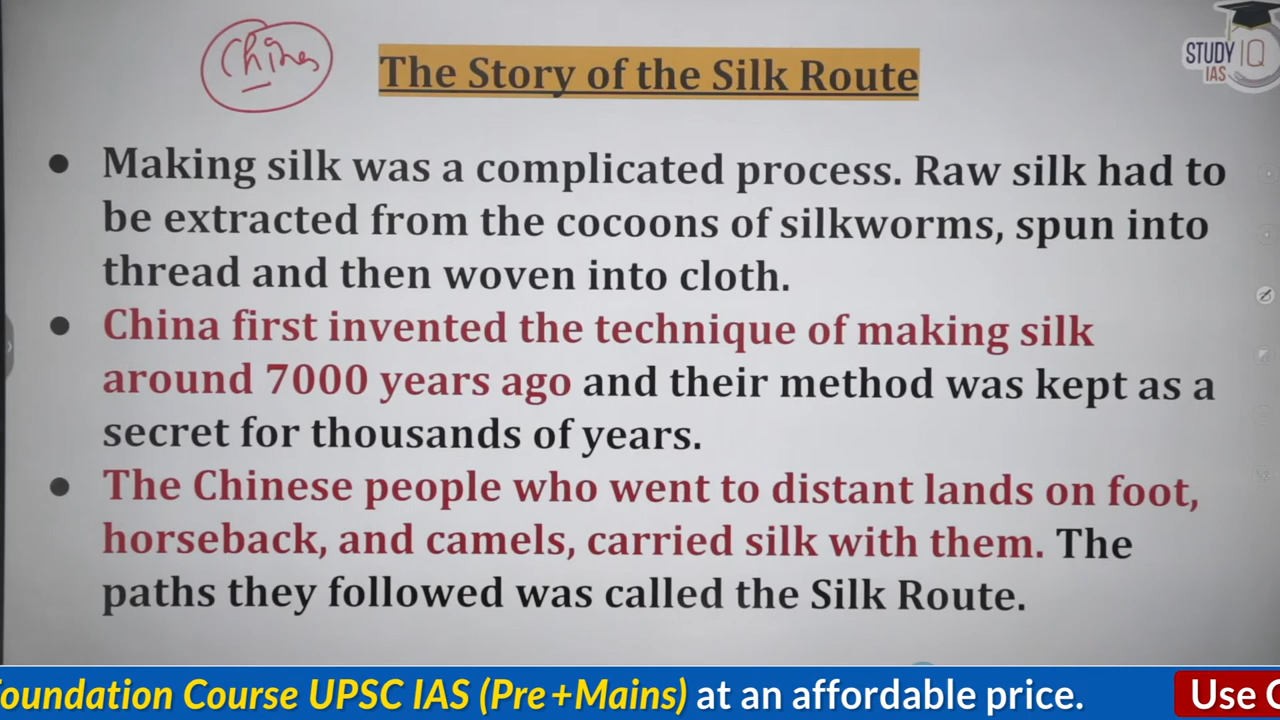 China
The Story of the Silk Route
STUDY IQ
IAS
● Making silk was a complicated process. Raw silk had to
be extracted from the cocoons of silkworms, spun into
thread and then woven into cloth.
● China first invented the technique of making silk
around 7000 years ago and their method was kept as a
secret for thousands of years.
● The Chinese people who went to distant lands on foot,
horseback, and camels, carried silk with them. The
paths they followed was called the Silk Route.
Foundation Course UPSC IAS (Pre+Mains) at an affordable price. Use